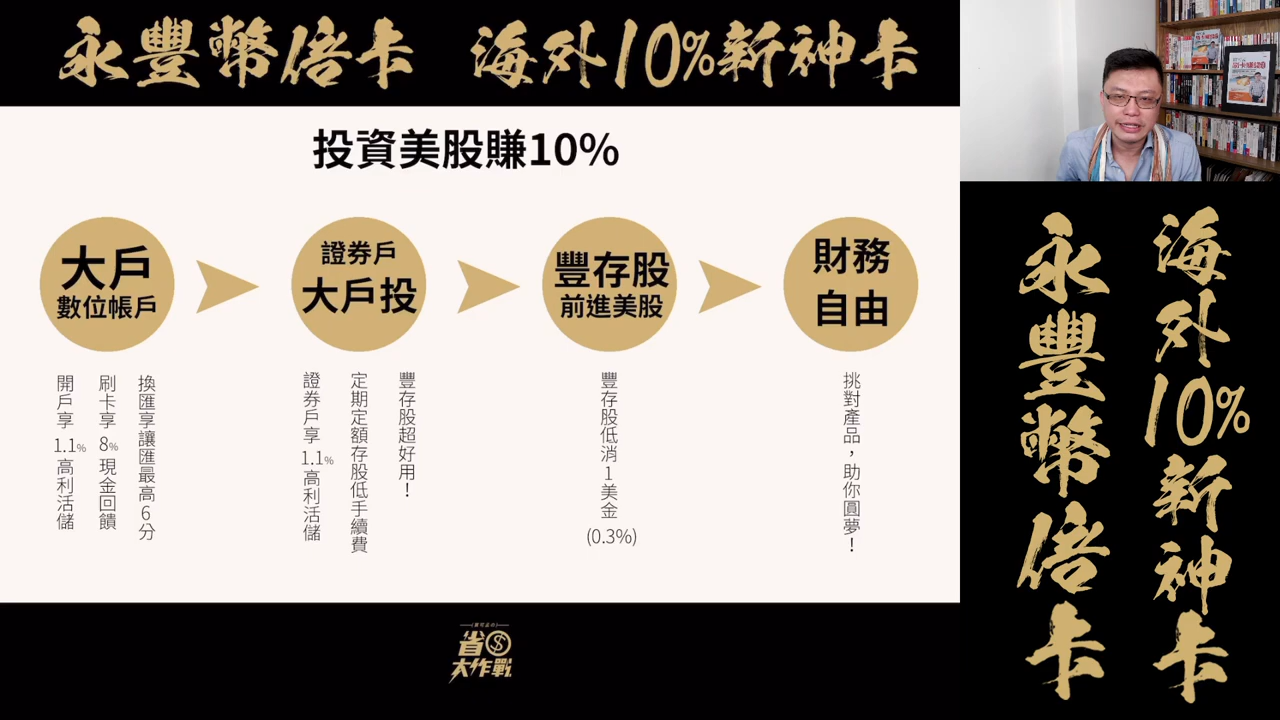 永豐幣倍卡 海外10%新神卡
投資美股賺10%
大戶
數位帳戶
證券戶
大戶投
豐存股
前進美股
財務
自由
開戶享1.1%高利活儲
刷卡享8%現金回饋
換匯享讓匯最高6分
證券戶享1.1%高利活儲
定期定額存股低手續費
豐存股超好用！
豐存股低消1美金
(0.3%)
挑對產品，助你圓夢！
省$
大作戰
永豐幣倍卡
海外10%新神卡